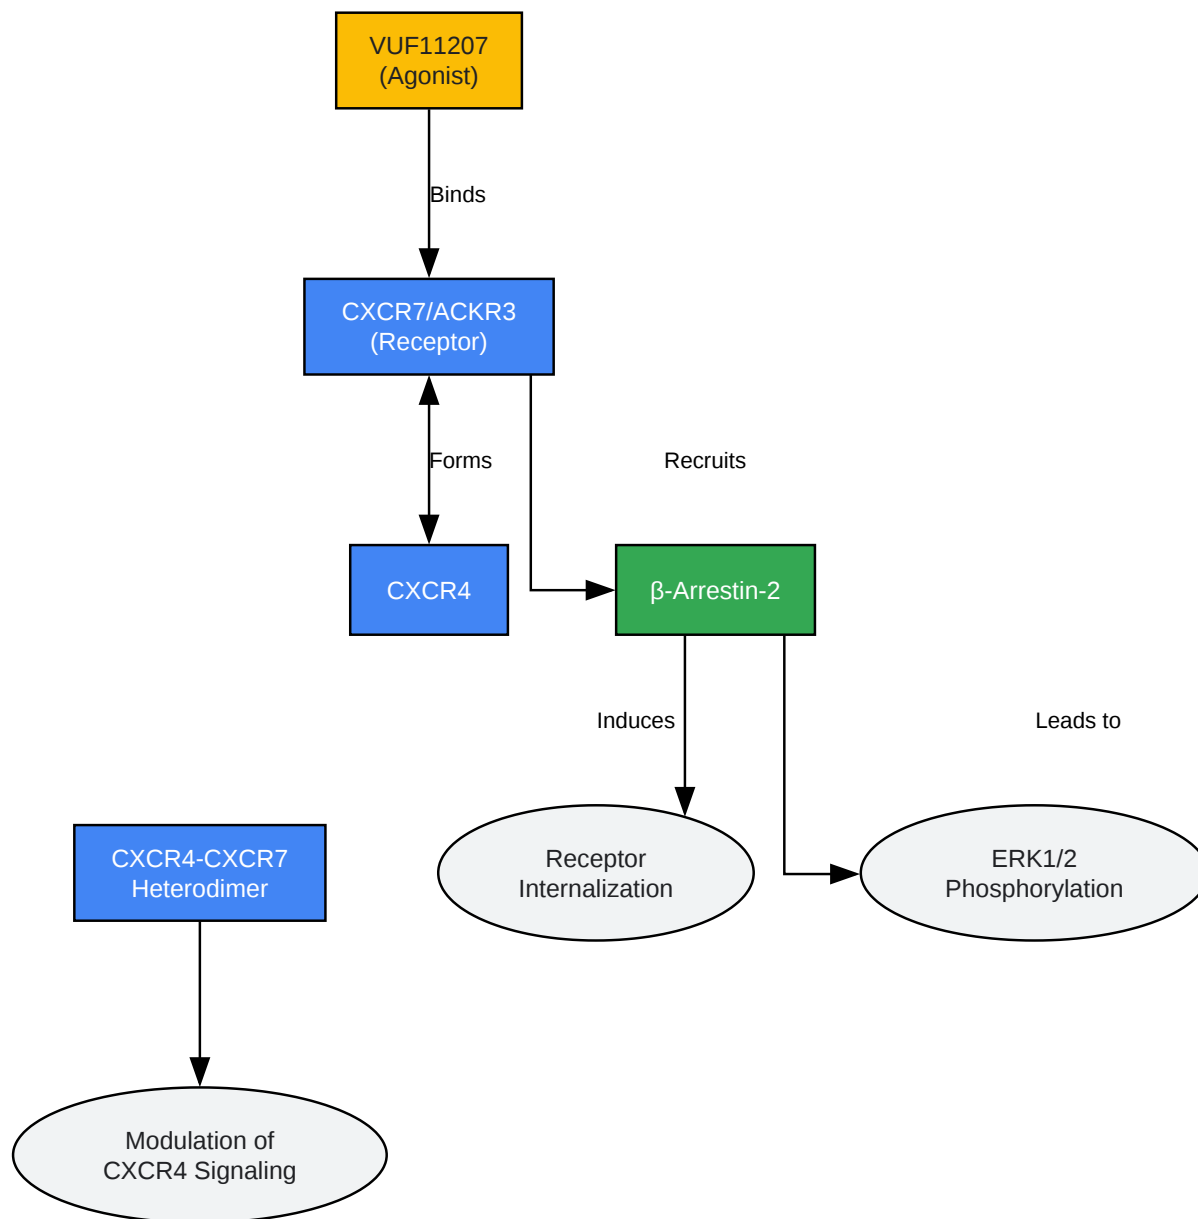 VUF11207
(Agonist)
Binds
CXCR7/ACKR3
(Receptor)
Forms
Recruits
CXCR4
β-Arrestin-2
Induces
Leads to
CXCR4-CXCR7
Heterodimer
Receptor
Internalization
ERK1/2
Phosphorylation
Modulation of
CXCR4 Signaling